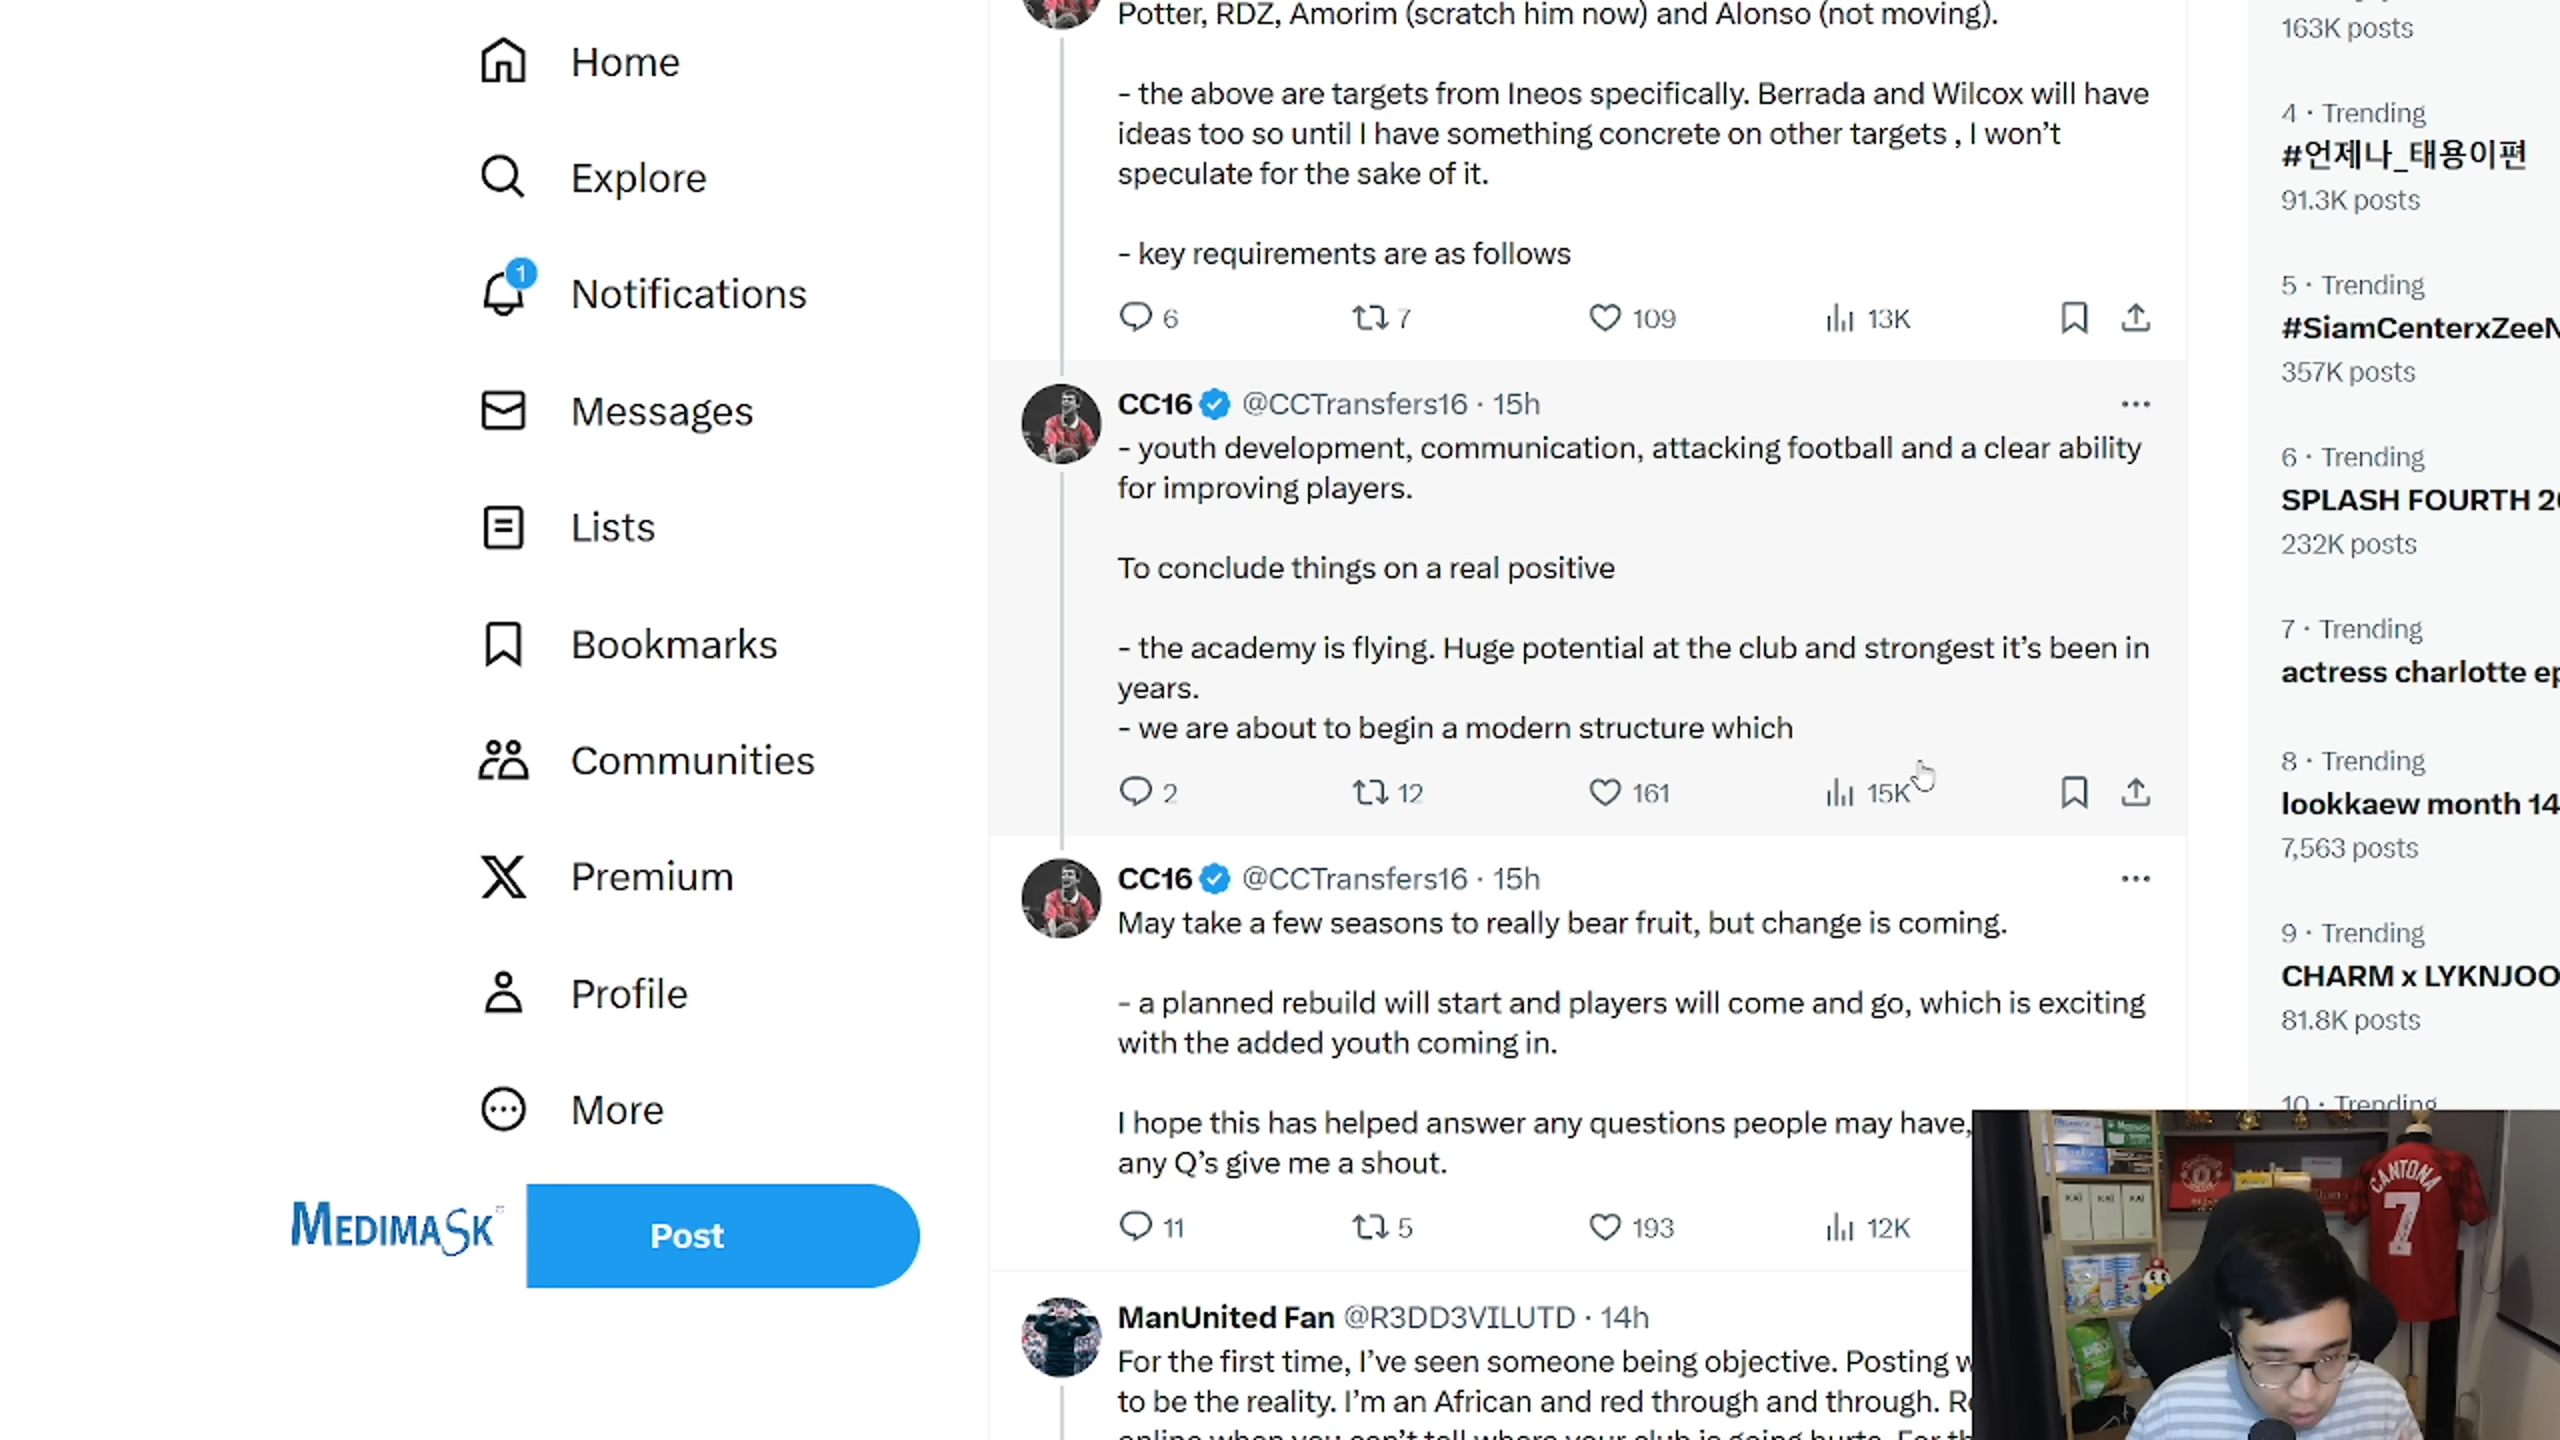 Home
Explore
1
Notifications
Messages
Lists
Bookmarks
Communities
Premium
Profile
More
MEDIMASK
Post
Potter, RDZ, Amorim (scratch him now) and Alonso (not moving).
- the above are targets from Ineos specifically. Berrada and Wilcox will have
ideas too so until I have something concrete on other targets , I won’t
speculate for the sake of it.
- key requirements are as follows
6 7 109 13K
CC16 @CCTransfers16 · 15h
- youth development, communication, attacking football and a clear ability
for improving players.
To conclude things on a real positive
- the academy is flying. Huge potential at the club and strongest it’s been in
years.
- we are about to begin a modern structure which
2 12 161 15K
CC16 @CCTransfers16 · 15h
May take a few seasons to really bear fruit, but change is coming.
- a planned rebuild will start and players will come and go, which is exciting
with the added youth coming in.
I hope this has helped answer any questions people may have,
any Q’s give me a shout.
11 5 193 12K
ManUnited Fan @R3DD3VILUTD · 14h
For the first time, I’ve seen someone being objective. Posting
to be the reality. I’m an African and red through and through.
163K posts
4 · Trending
#언제나_태용이편
91.3K posts
5 · Trending
#SiamCenterxZeeN
357K posts
6 · Trending
SPLASH FOURTH
232K posts
7 · Trending
actress charlotte
8 · Trending
lookkaew month 14
7,563 posts
9 · Trending
CHARM x LYKNJOO
81.8K posts
10 · Trending
CANTONA
7
KAI KAI KAI